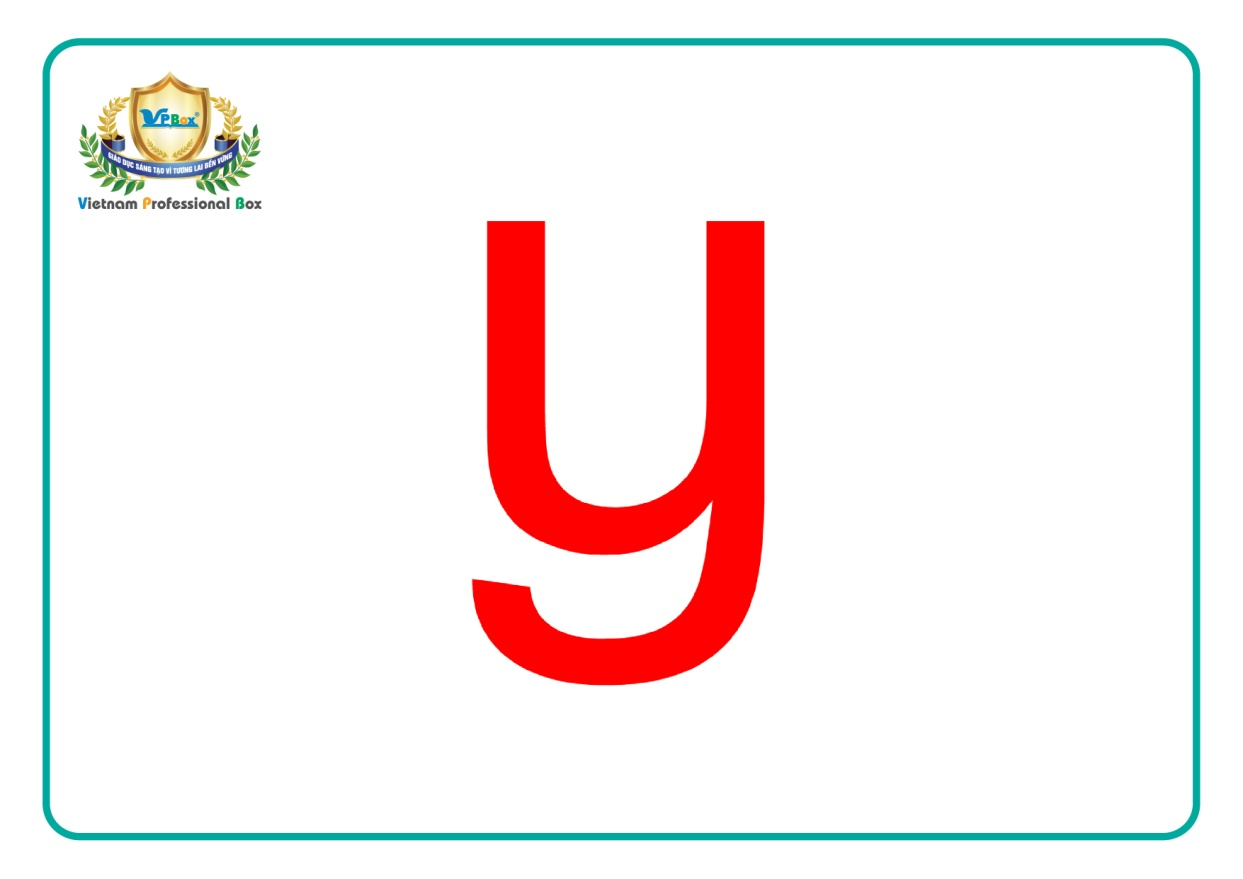 VPBox®
GIÁO DỤC SÁNG TẠO VÌ TƯƠNG LAI BỀN VỮNG
Vietnam Professional Box
y